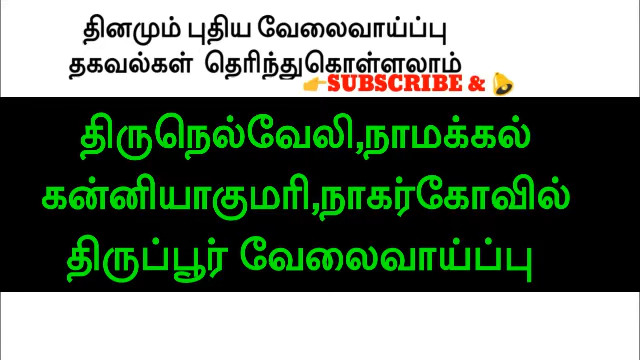 தினமும் புதிய வேலைவாய்ப்பு
தகவல்கள் தெரிந்துகொள்ளலாம்
👉SUBSCRIBE & 🔔
திருநெல்வேலி,நாமக்கல்
கன்னியாகுமரி,நாகர்கோவில்
திருப்பூர் வேலைவாய்ப்பு